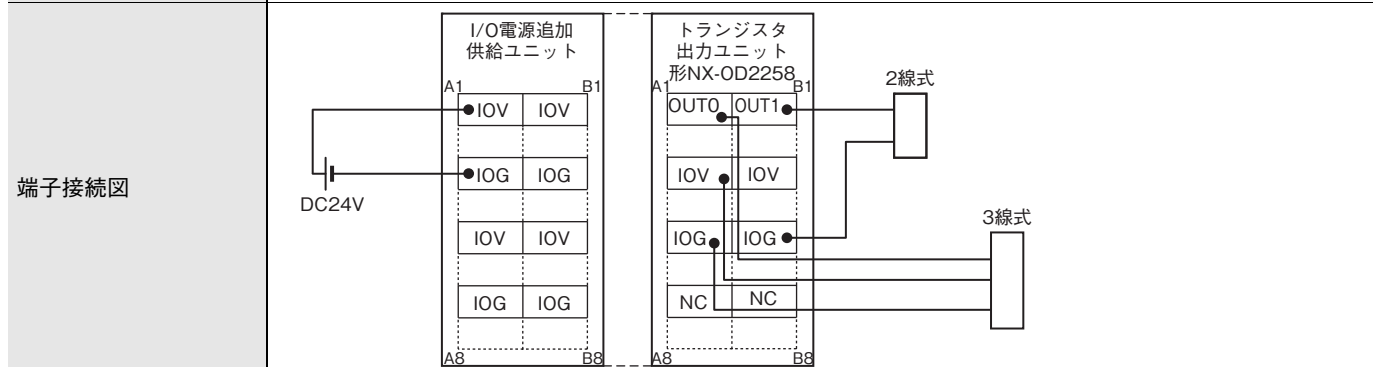 端子接続図
I/O電源追加
供給ユニット
A1 B1
IOV IOV
IOG IOG
IOV IOV
IOG IOG
A8 B8
DC24V
トランジスタ
出力ユニット
形NX-OD2258
A1 B1
OUT0 OUT1
IOV IOV
IOG IOG
NC NC
A8 B8
2線式
3線式